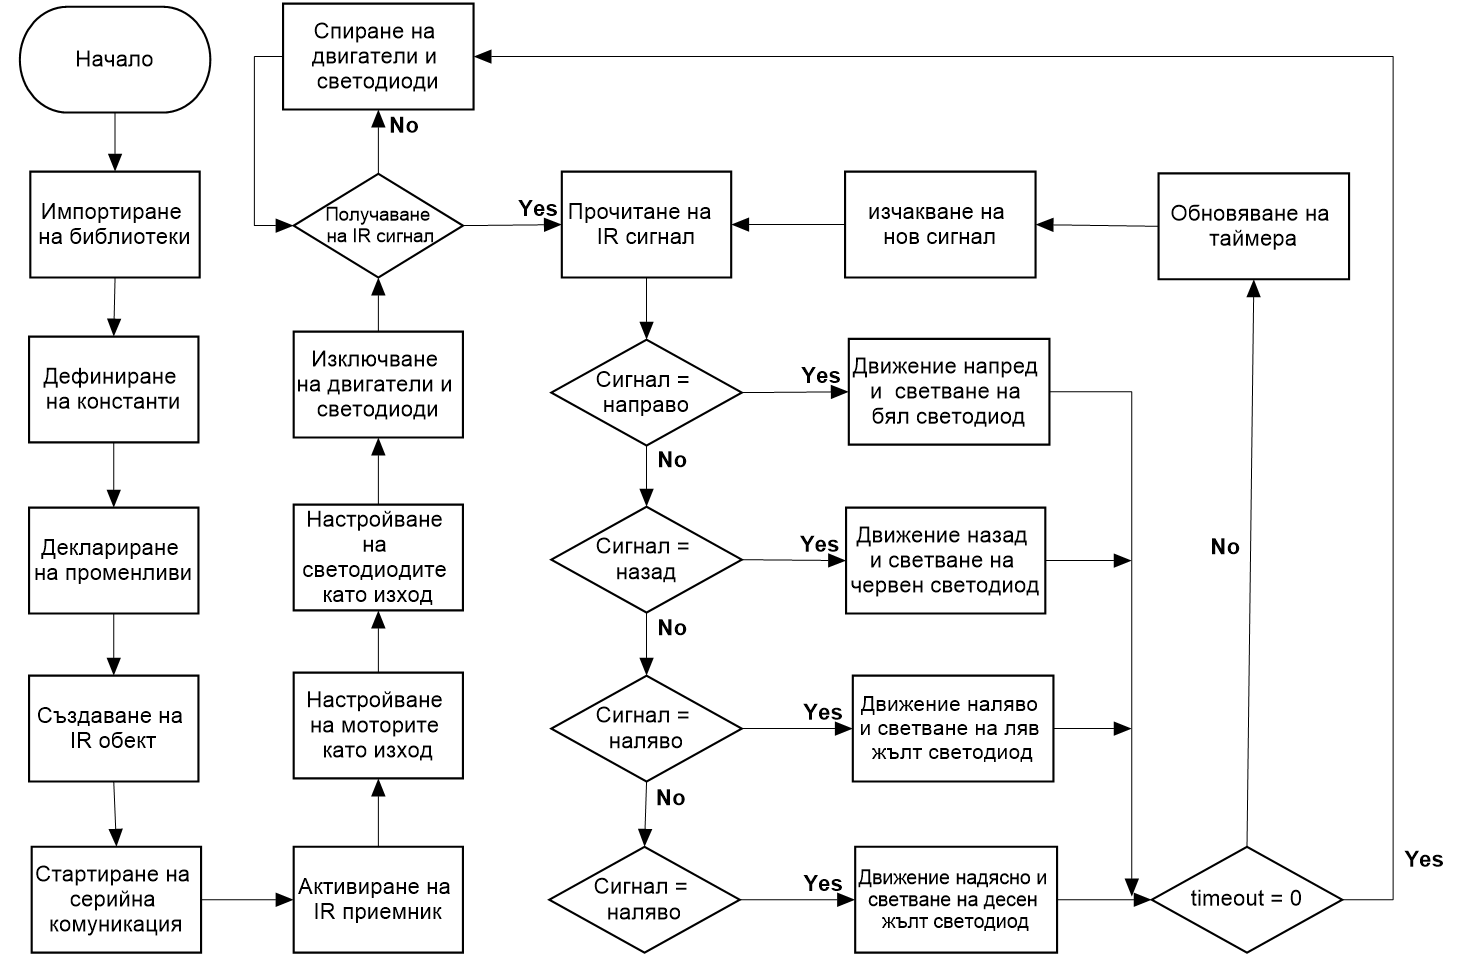 Начало
Импортиране
на библиотеки
Дефиниране
на константи
Деклариране
на променливи
Създаване на
IR обект
Стартиране на
серийна
комуникация
Активиране на
IR приемник
Настройване
на моторите
като изход
Настройване
на
светодиодите
като изход
Изключване
на двигатели и
светодиоди
Получаване
на IR сигнал
No
Спиране на
двигатели и
светодиоди
Yes
Прочитане на
IR сигнал
Сигнал =
направо
Yes
Движение напред
и светване на
бял светодиод
No
Сигнал =
назад
Yes
Движение назад
и светване на
червен светодиод
No
Сигнал =
наляво
Yes
Движение наляво
и светване на ляв
жълт светодиод
No
Сигнал =
наляво
Yes
Движение надясно и
светване на десен
жълт светодиод
timeout = 0
Yes
No
Обновяване на
таймера
изчакване на
нов сигнал